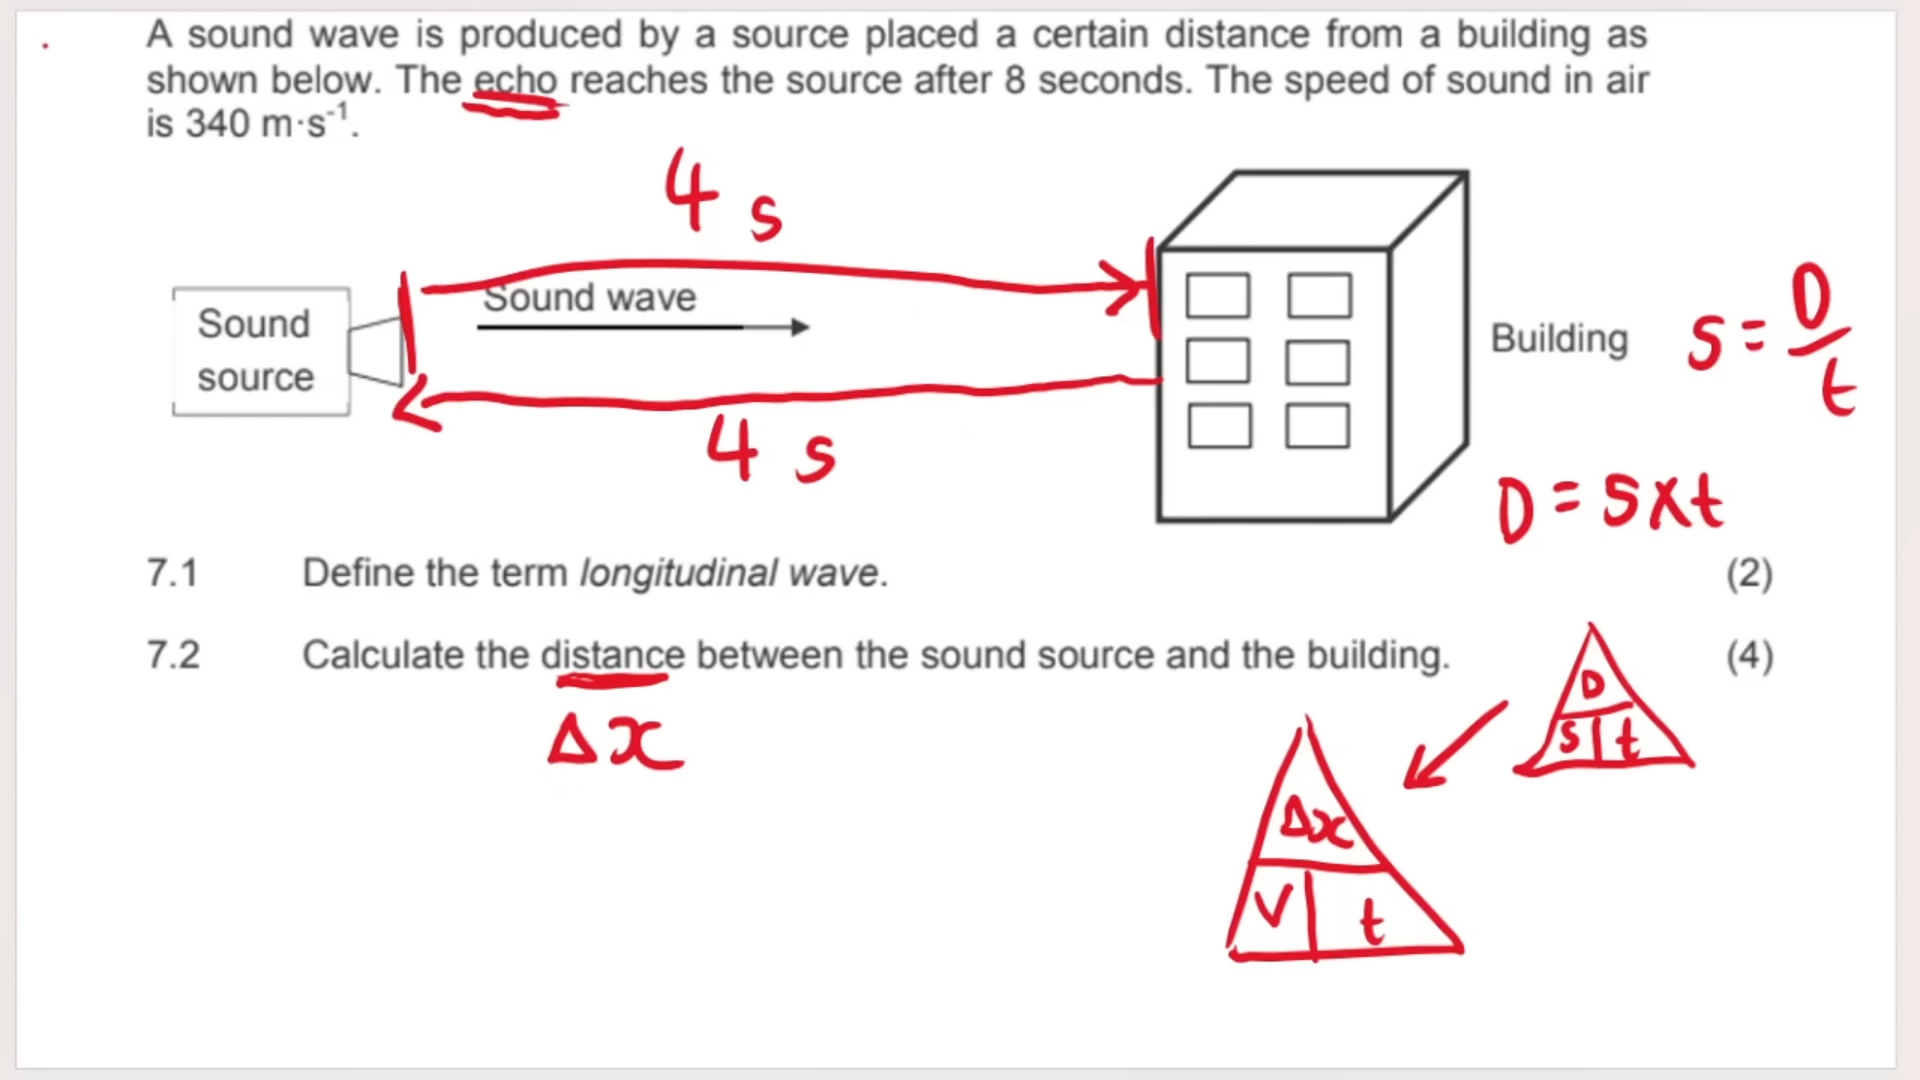 A sound wave is produced by a source placed a certain distance from a building as
shown below. The echo reaches the source after 8 seconds. The speed of sound in air
is 340 m·s⁻¹.
4 s
Sound wave
Sound
source
4 s
Building
S = D/t
D = S x t
7.1 Define the term longitudinal wave. (2)
7.2 Calculate the distance between the sound source and the building. (4)
Δx
D
S t
Δx
V t